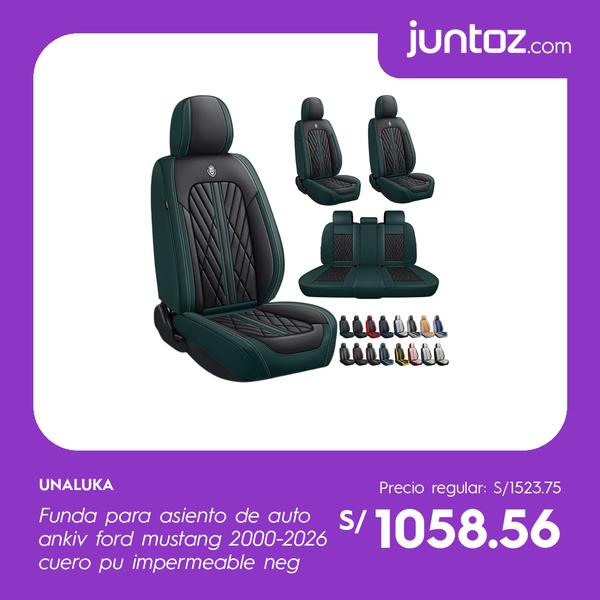 juntoz.com
UNALUKA
Funda para asiento de auto
ankiv ford mustang 2000-2026
cuero pu impermeable neg
Precio regular: S/1523.75
S/ 1058.56